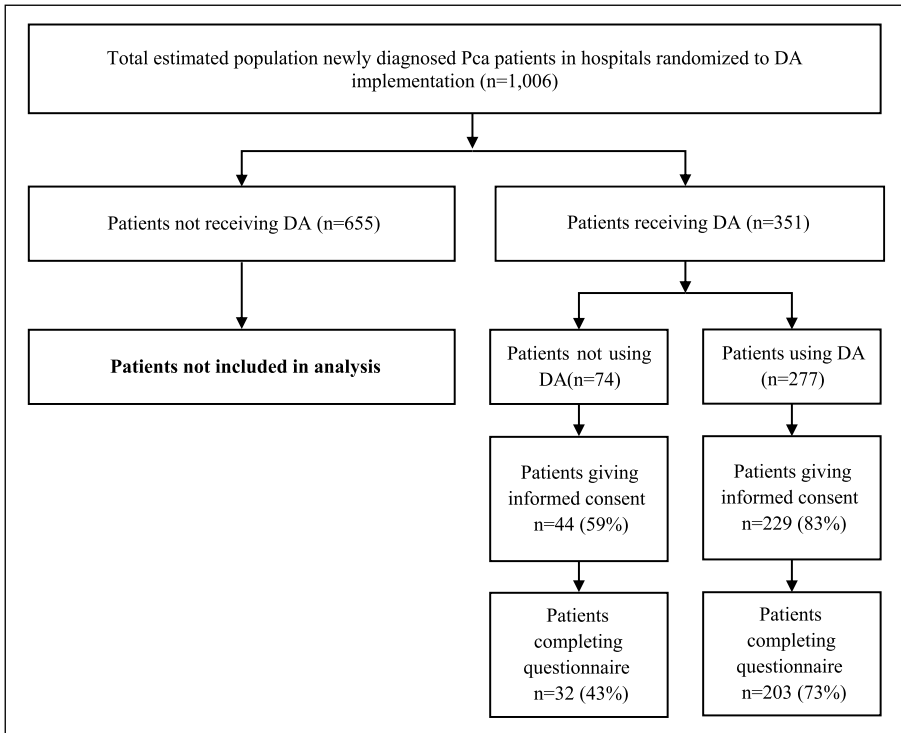 Total estimated population newly diagnosed Pca patients in hospitals randomized to DA
implementation (n=1,006)
Patients not receiving DA (n=655)
Patients receiving DA (n=351)
Patients not included in analysis
Patients not using
DA(n=74)
Patients using DA
(n=277)
Patients giving
informed consent
n=44 (59%)
Patients giving
informed consent
n=229 (83%)
Patients
completing
questionnaire
n=32 (43%)
Patients
completing
questionnaire
n=203 (73%)